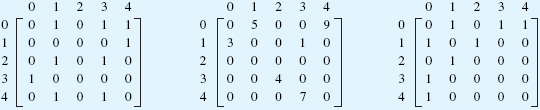 0 1 2 3 4 0 1 2 3 4 0 1 2 3 4
0 0 1 0 1 1 0 0 5 0 0 9 0 0 1 0 1 1
1 0 0 0 0 1 1 3 0 0 1 0 1 1 0 1 0 0
2 0 1 0 1 0 2 0 0 0 0 0 2 0 1 0 0 0
3 1 0 0 0 0 3 0 0 4 0 0 3 1 0 0 0 0
4 0 1 0 1 0 4 0 0 0 7 0 4 1 0 0 0 0